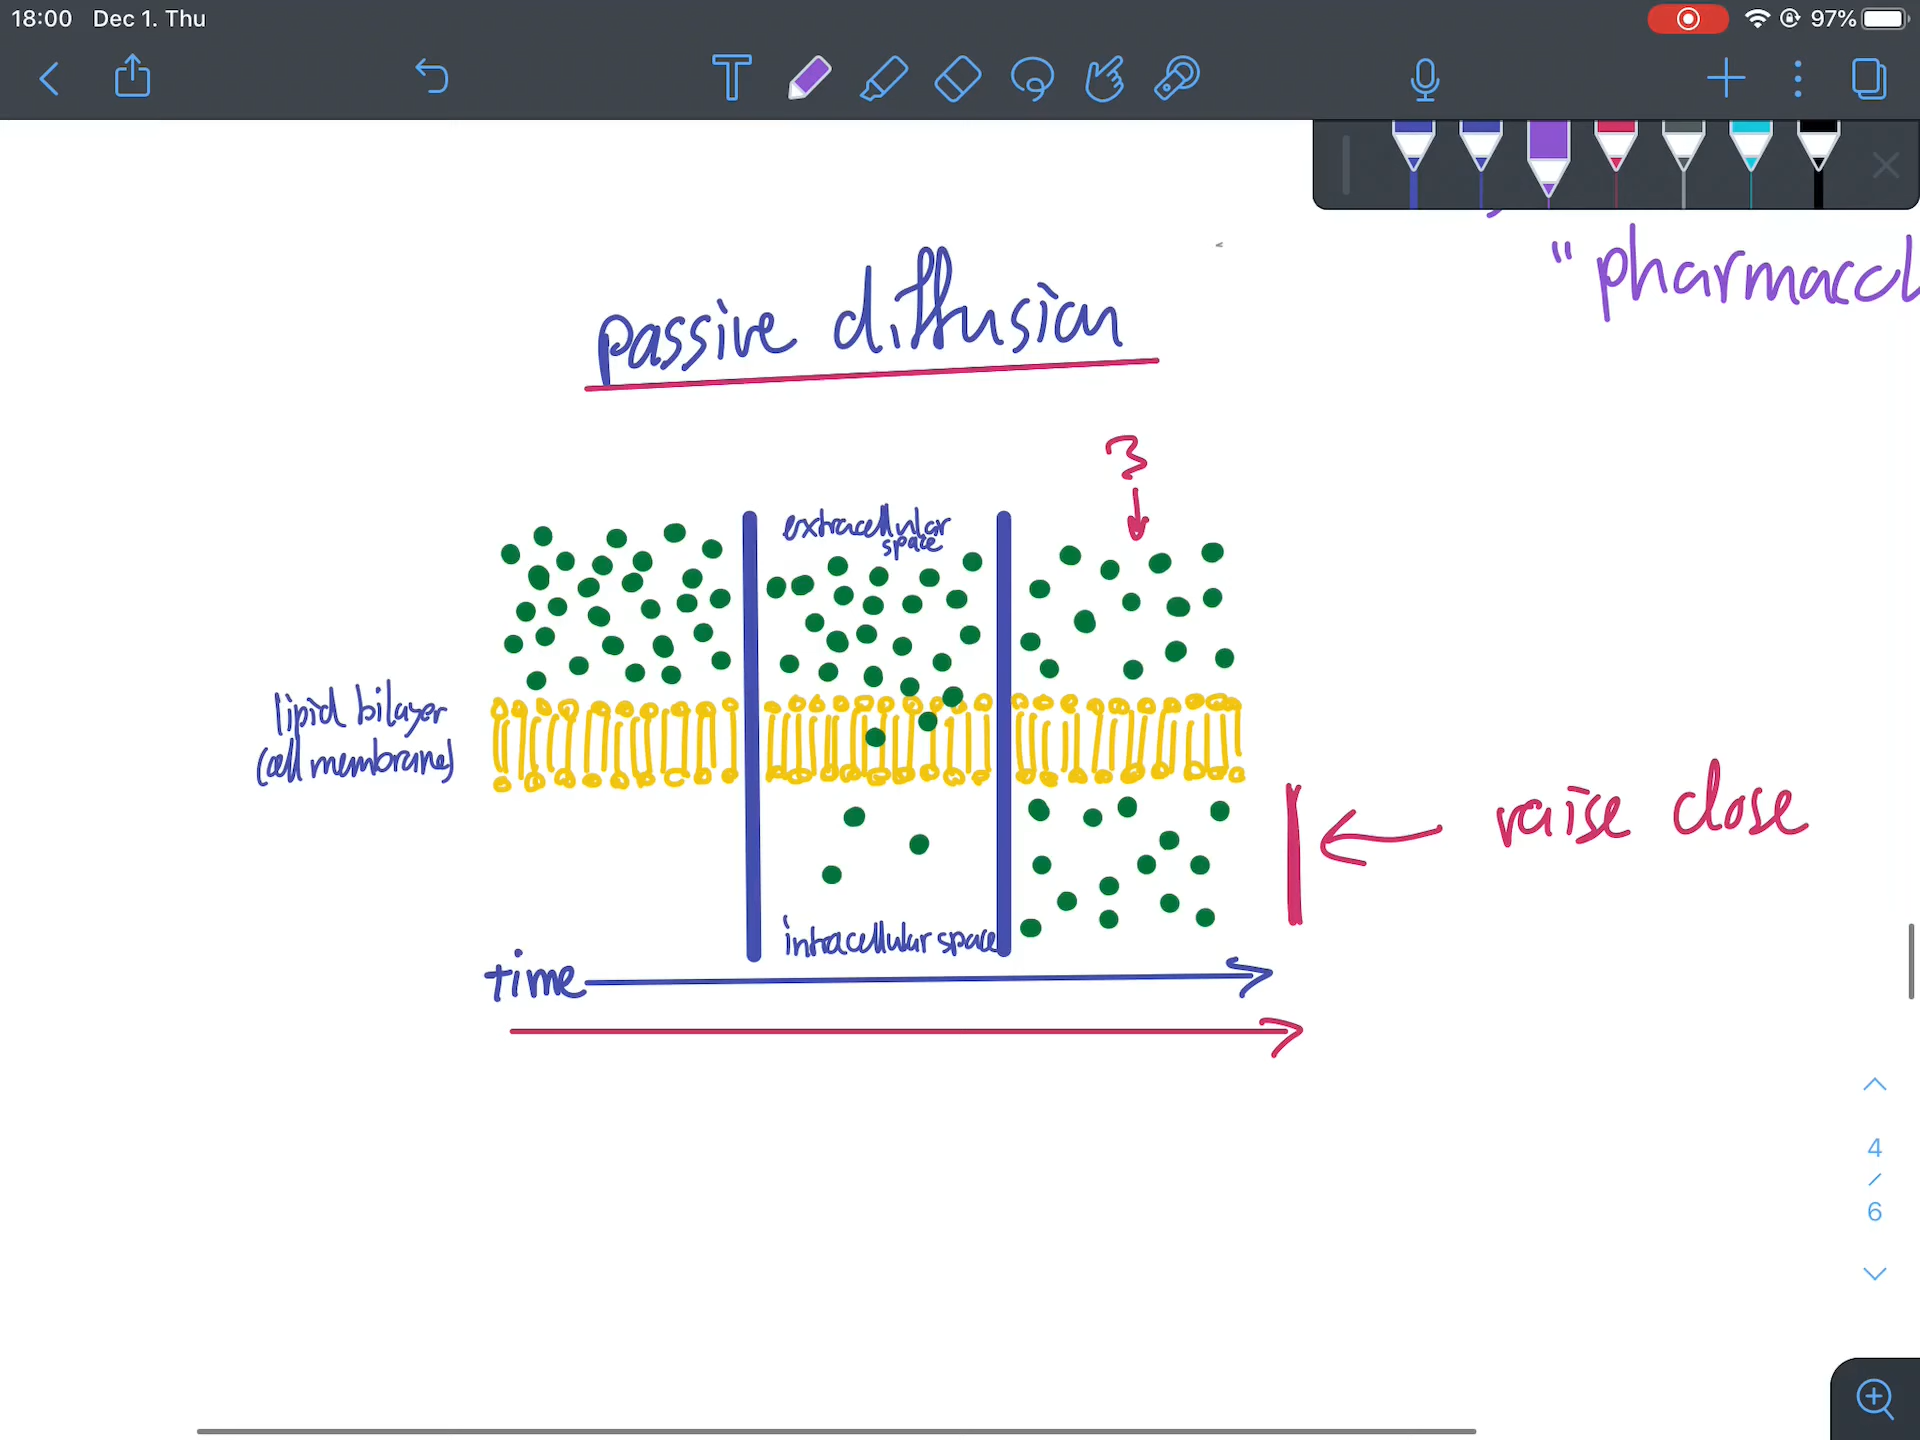 18:00 Dec 1. Thu
97%
"pharmacol
passive diffusion
3
extracellular
space
lipid bilayer
(cell membrane)
raise dose
intracellular space
time
4
/
6